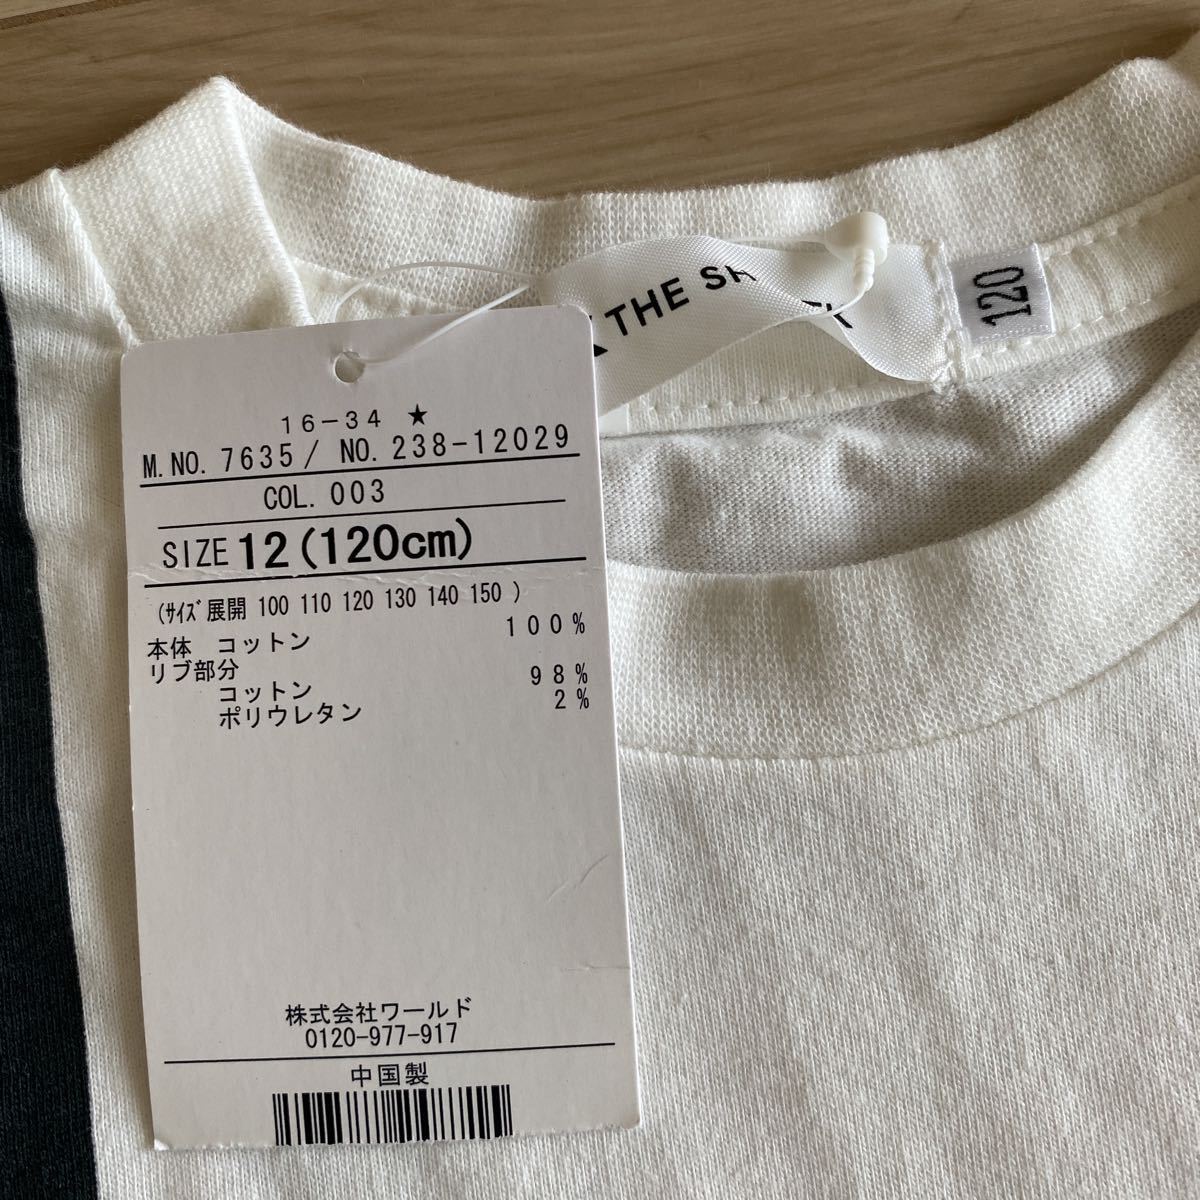 THE
120
16-34 ★
M.NO. 7635 / NO. 238-12029
COL. 003
SIZE 12 (120cm)
(ｻｲｽﾞ展開 100 110 120 130 140 150 )
本体 コットン 100%
リブ部分
コットン 98%
ポリウレタン 2%
株式会社ワールド
0120-977-917
中国製